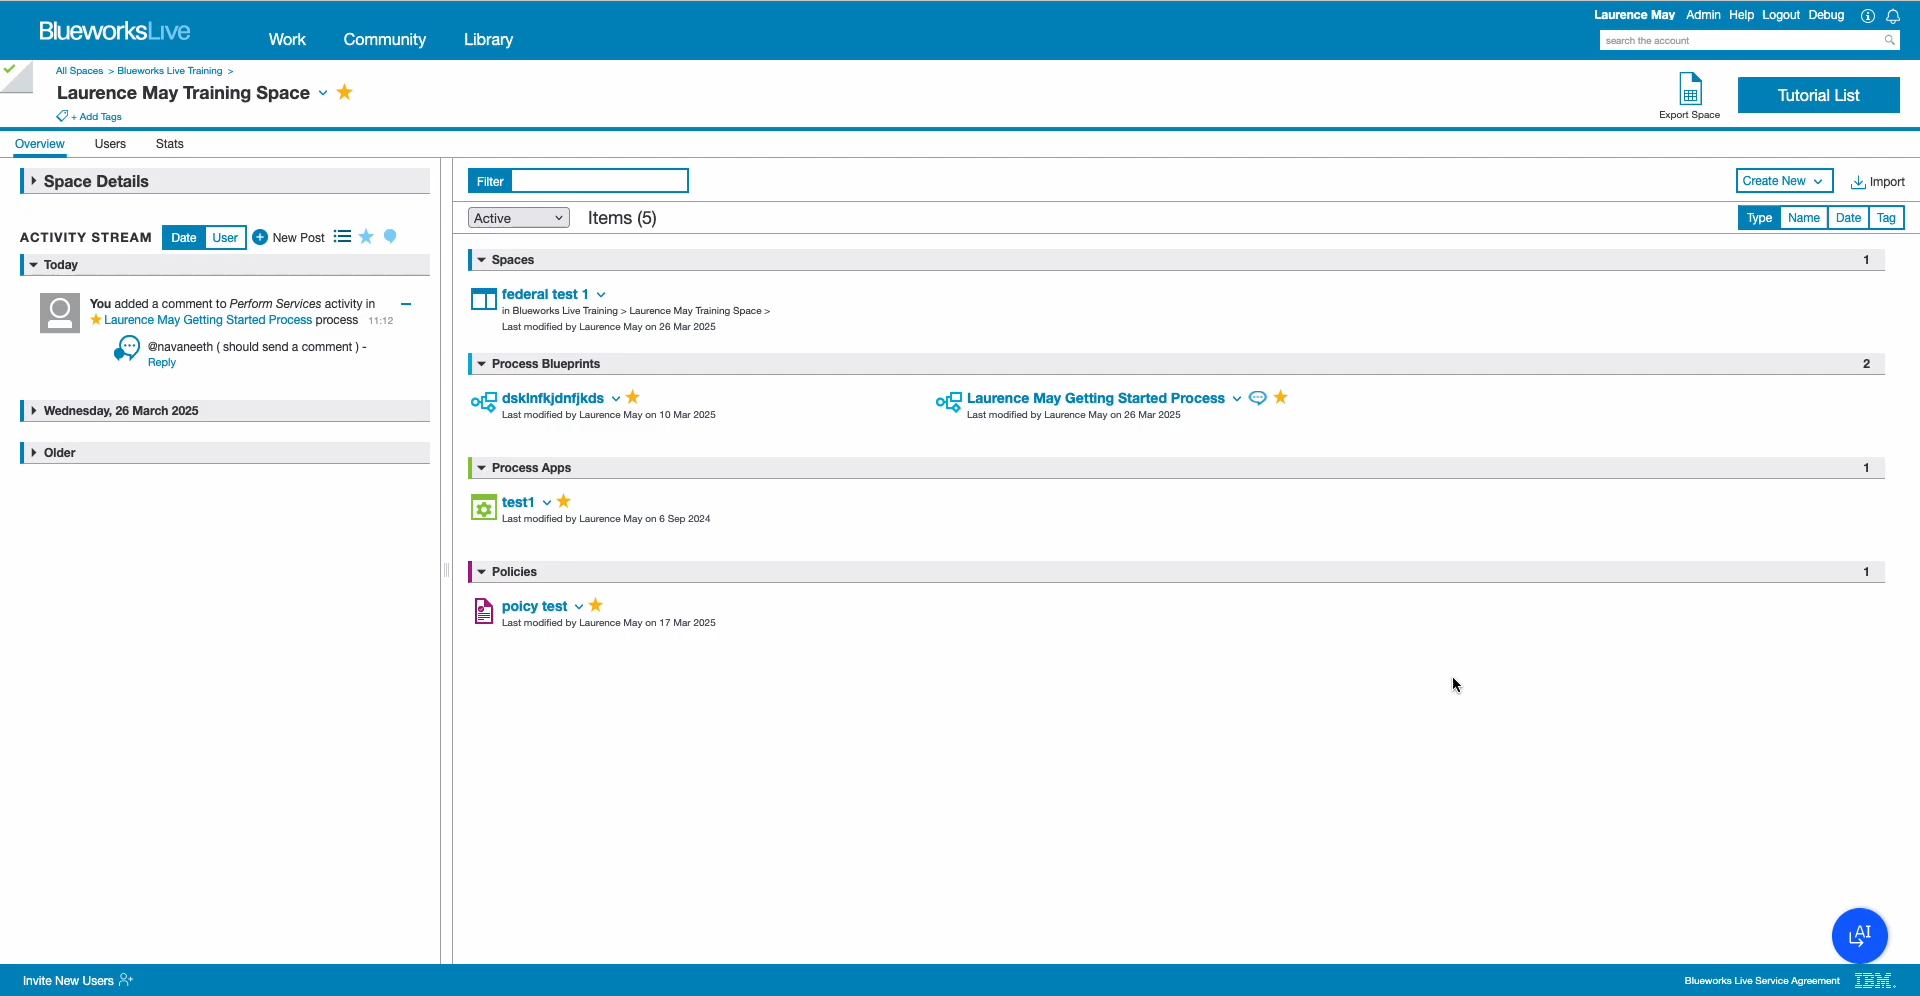 BlueworksLive
Work
Community
Library
Laurence May
Admin
Help
Logout
Debug
search the account
All Spaces > Blueworks Live Training >
Laurence May Training Space
+ Add Tags
Export Space
Tutorial List
Overview
Users
Stats
Space Details
ACTIVITY STREAM
Date
User
New Post
Today
You added a comment to Perform Services activity in
Laurence May Getting Started Process process 11:12
@navaneeth ( should send a comment ) -
Reply
Wednesday, 26 March 2025
Older
Filter
Create New
Import
Active
Items (5)
Type
Name
Date
Tag
Spaces 1
federal test 1
in Blueworks Live Training > Laurence May Training Space >
Last modified by Laurence May on 26 Mar 2025
Process Blueprints 2
dsklnfkjdnfjkds
Last modified by Laurence May on 10 Mar 2025
Laurence May Getting Started Process
Last modified by Laurence May on 26 Mar 2025
Process Apps 1
test1
Last modified by Laurence May on 6 Sep 2024
Policies 1
poicy test
Last modified by Laurence May on 17 Mar 2025
AI
Invite New Users
Blueworks Live Service Agreement
IBM